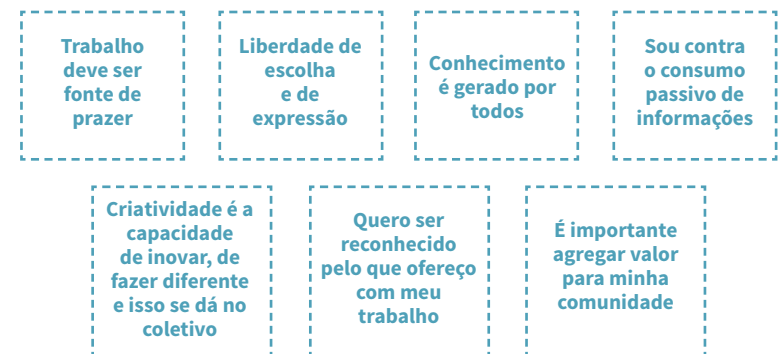 Trabalho
deve ser
fonte de
prazer
Liberdade de
escolha
e de
expressão
Conhecimento
é gerado por
todos
Sou contra
o consumo
passivo de
informações
Criatividade é a
capacidade
de inovar, de
fazer diferente
e isso se dá no
coletivo
Quero ser
reconhecido
pelo que ofereço
com meu
trabalho
É importante
agregar valor
para minha
comunidade